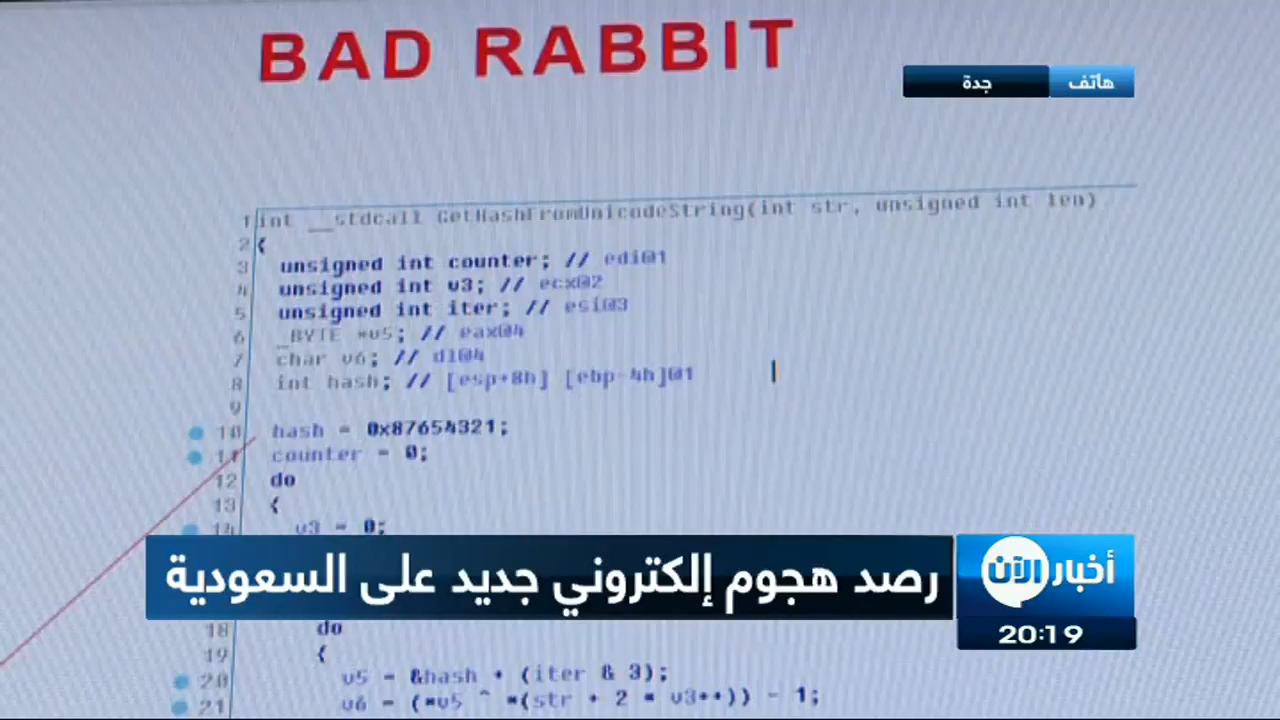 BAD RABBIT
هاتف
جدة
1 int __stdcall GetHashFromUnicodeString(int str, unsigned int len)
2 {
3 unsigned int counter; // edi@1
4 unsigned int v3; // ecx@2
5 unsigned int iter; // esi@3
6 _BYTE *v5; // eax@4
7 char v6; // dl@4
8 int hash; // [esp+8h] [ebp-4h]@1
9
10 hash = 0x87654321;
11 counter = 0;
12 do
13 {
14 v3 = 0;
رصد هجوم إلكتروني جديد على السعودية
أخبار الآن
20:19
18 do
19 {
20 v5 = &hash + (iter & 3);
21 v6 = (*v5 ^ *(str + 2 * v3++)) - 1;